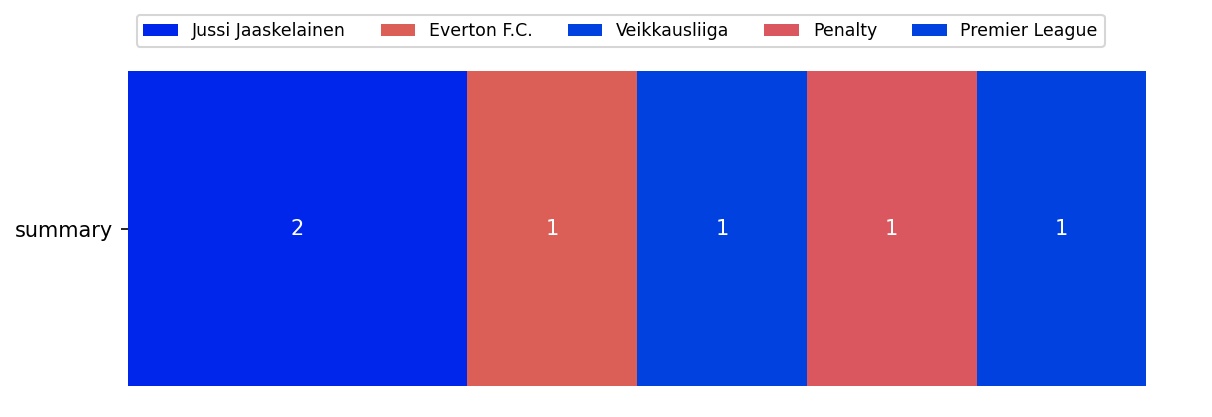 Jussi Jaaskelainen Everton F.C. Veikkausliiga Penalty Premier League
summary 2 1 1 1 1